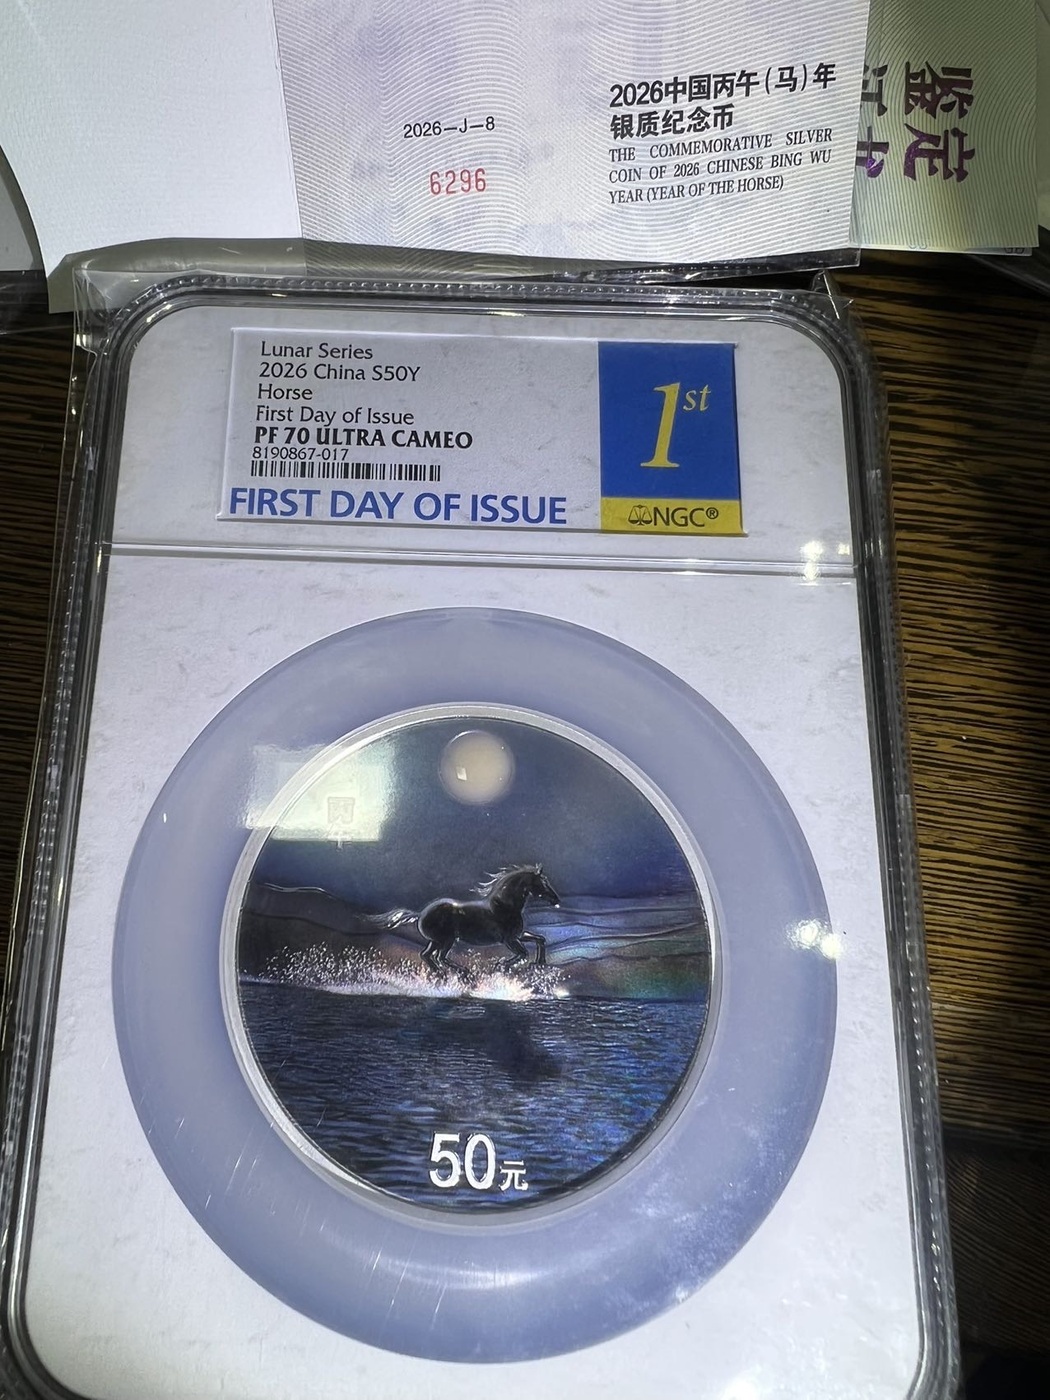 2026中国丙午(马)年
银质纪念币
THE COMMEMORATIVE SILVER
COIN OF 2026 CHINESE BING WU
YEAR (YEAR OF THE HORSE)
2026-J-8
6296
鉴定
Lunar Series
2026 China S50Y
Horse
First Day of Issue
PF 70 ULTRA CAMEO
8190867-017
FIRST DAY OF ISSUE
1st
NGC®
50元